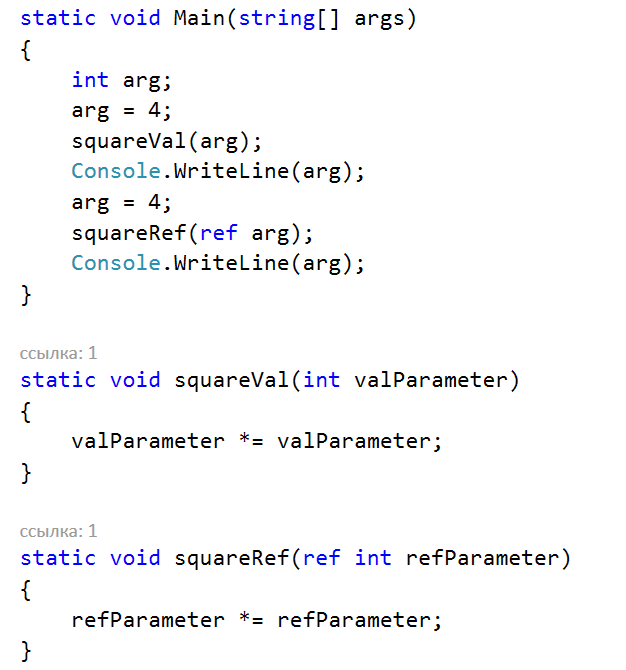 static void Main(string[] args)
{
    int arg;
    arg = 4;
    squareVal(arg);
    Console.WriteLine(arg);
    arg = 4;
    squareRef(ref arg);
    Console.WriteLine(arg);
}
ссылка: 1
static void squareVal(int valParameter)
{
    valParameter *= valParameter;
}
ссылка: 1
static void squareRef(ref int refParameter)
{
    refParameter *= refParameter;
}